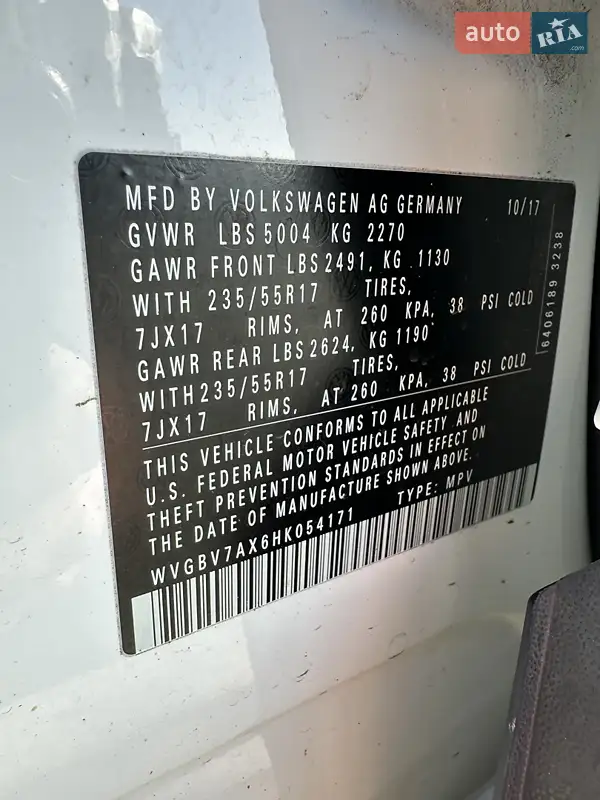 auto RIA .com
MFD BY VOLKSWAGEN AG GERMANY 10/17
GVWR LBS 5004 KG 2270
GAWR FRONT LBS 2491, KG 1130
WITH 235/55R17 TIRES,
7JX17 RIMS, AT 260 KPA, 38 PSI COLD
GAWR REAR LBS 2624, KG 1190
WITH 235/55R17 TIRES,
7JX17 RIMS, AT 260 KPA, 38 PSI COLD
THIS VEHICLE CONFORMS TO ALL APPLICABLE
U.S. FEDERAL MOTOR VEHICLE SAFETY AND
THEFT PREVENTION STANDARDS IN EFFECT ON
THE DATE OF MANUFACTURE SHOWN ABOVE.
WVGBV7AX6HK054171 TYPE: MPV
6406189 3238